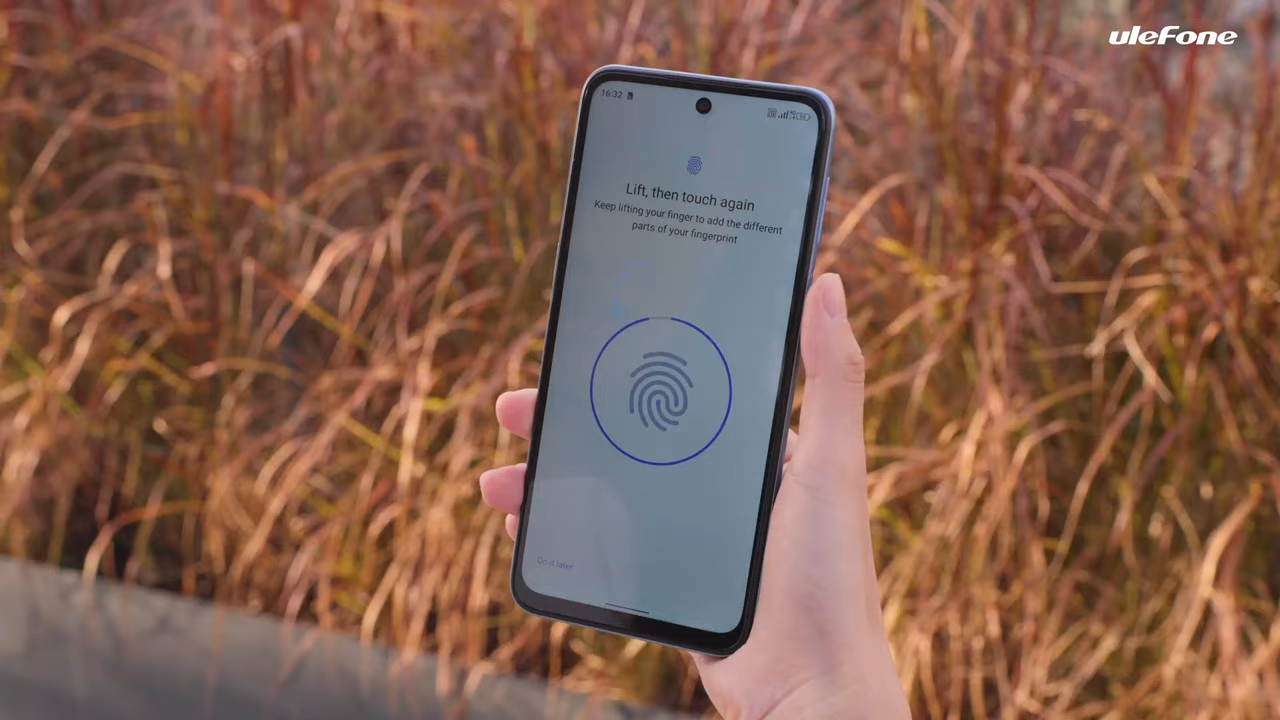 uleFone
16:32
Lift, then touch again
Keep lifting your finger to add the different
parts of your fingerprint
Do it later